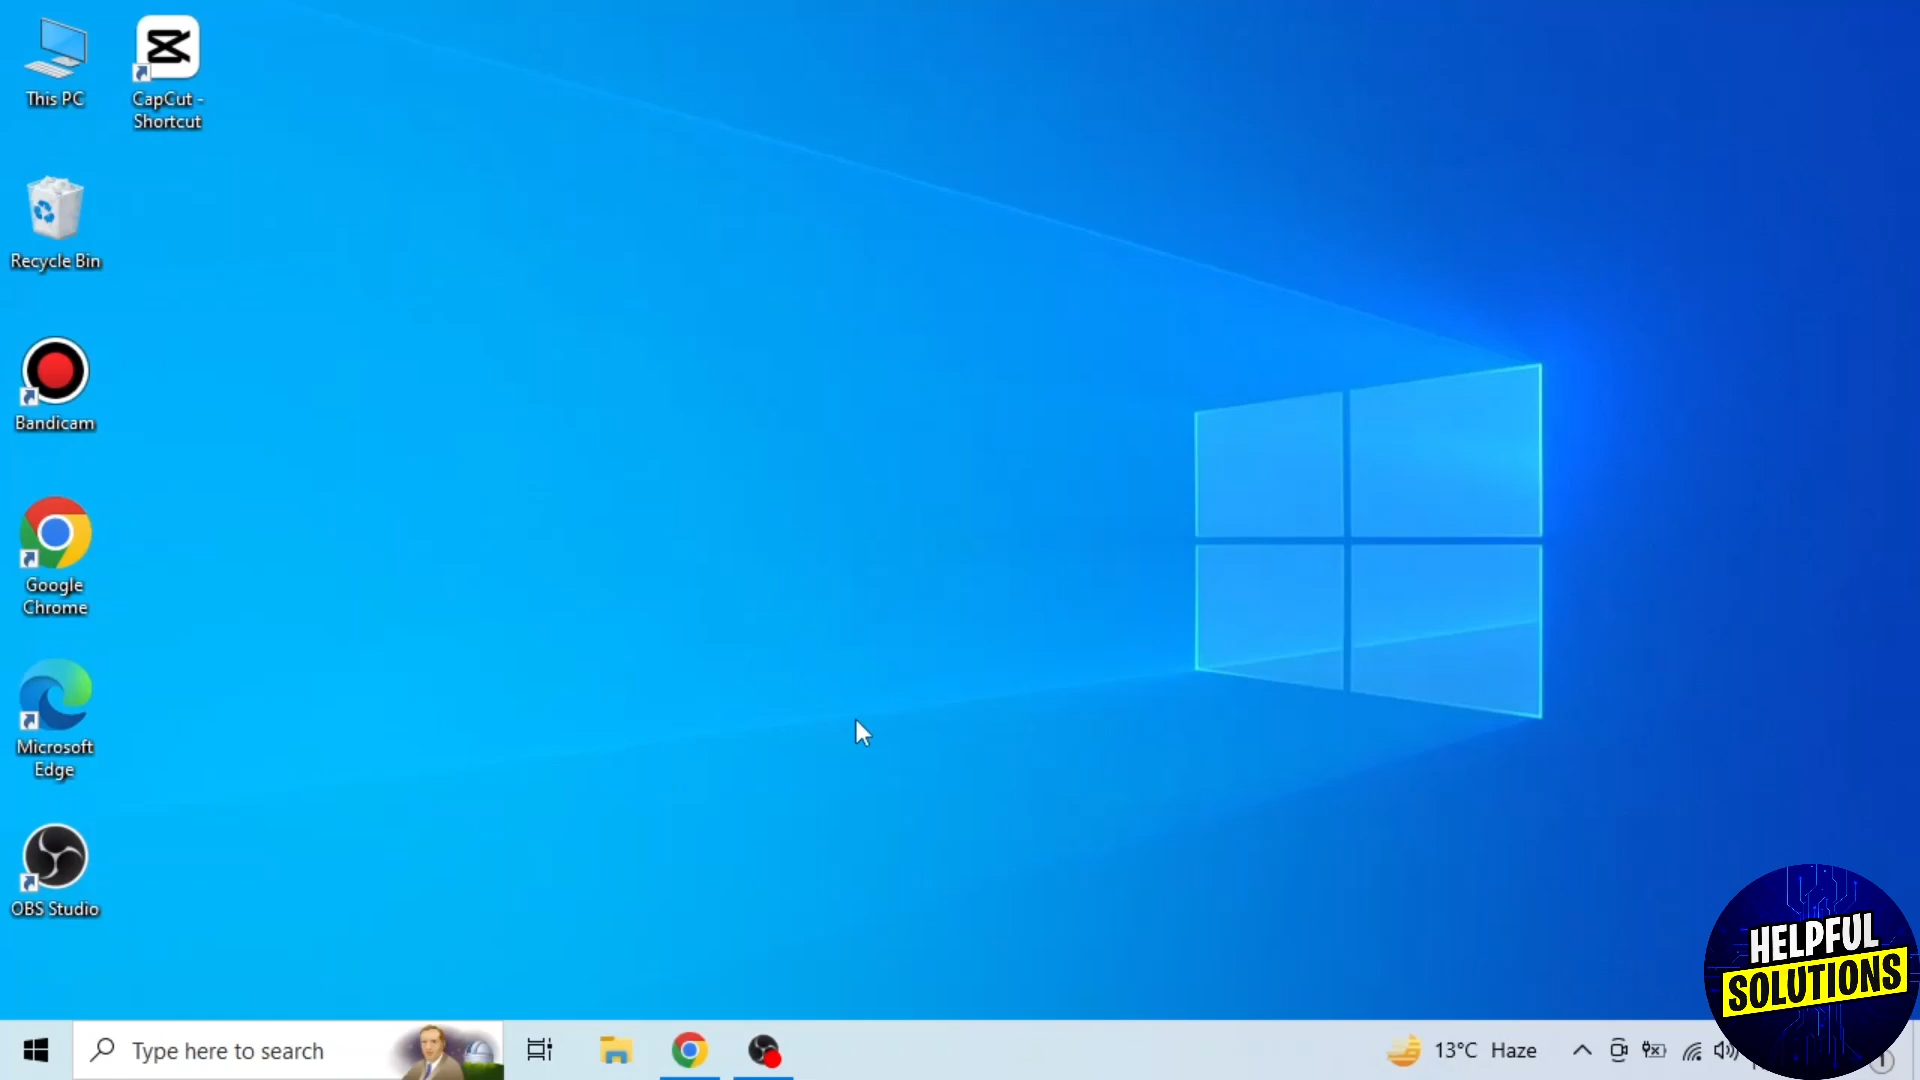 This PC
CapCut -
Shortcut
Recycle Bin
Bandicam
Google
Chrome
Microsoft
Edge
OBS Studio
HELPFUL
SOLUTIONS
Type here to search
13°C Haze
1